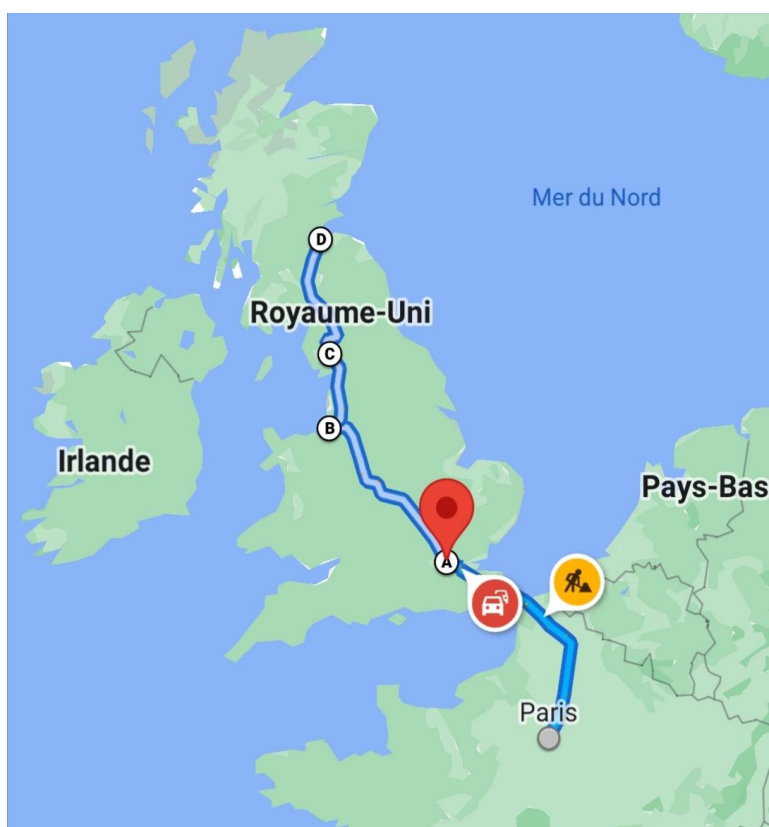 Mer du Nord
D
Royaume-Uni
C
B
Irlande
Pays-Bas
A
Paris